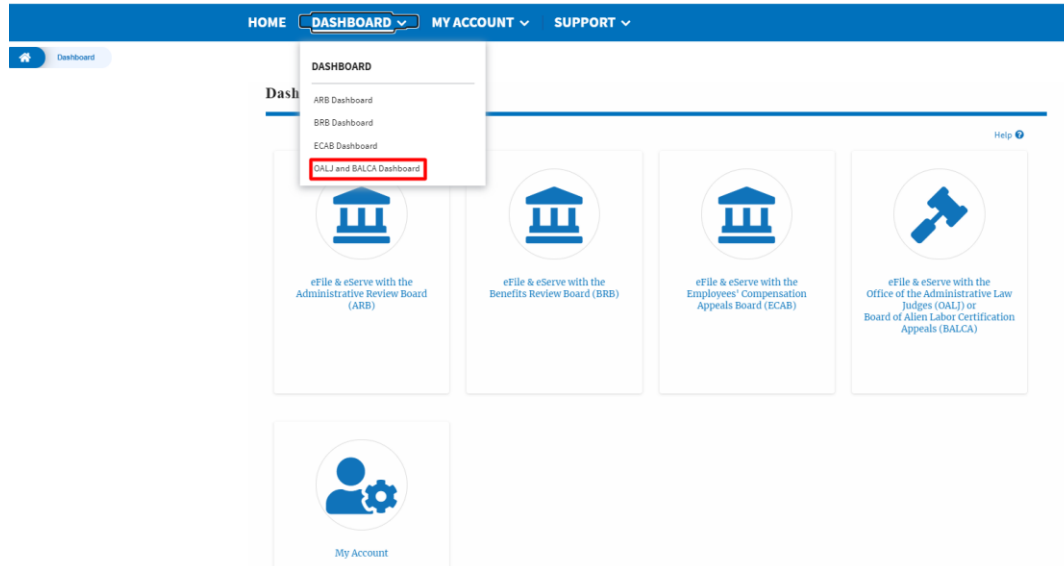 HOME DASHBOARD MY ACCOUNT SUPPORT
Dashboard
DASHBOARD
ARB Dashboard
BRB Dashboard
ECAB Dashboard
OALJ and BALCA Dashboard
Dash
Help
eFile & eServe with the
Administrative Review Board
(ARB)
eFile & eServe with the
Benefits Review Board (BRB)
eFile & eServe with the
Employees' Compensation
Appeals Board (ECAB)
eFile & eServe with the
Office of the Administrative Law
Judges (OALJ) or
Board of Alien Labor Certification
Appeals (BALCA)
My Account